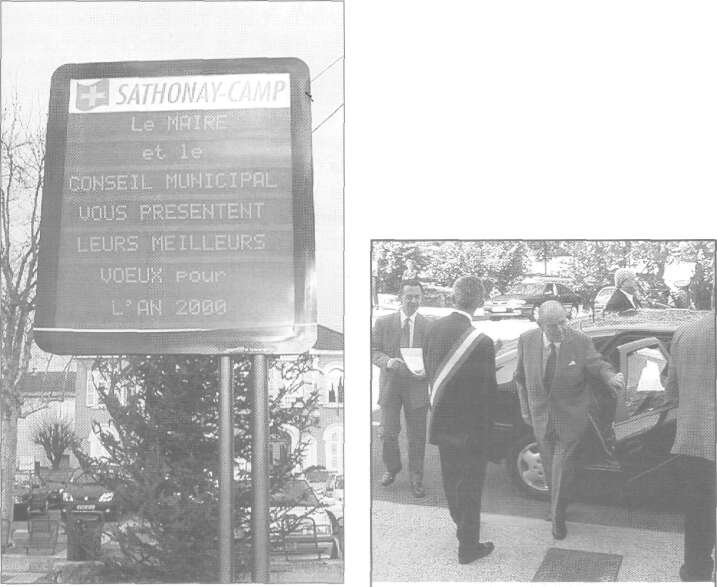 SATHONAY-CAMP
Le MAIRE
et le
CONSEIL MUNICIPAL
VOUS PRESENTENT
LEURS MEILLEURS
VOEUX pour
L'AN 2000